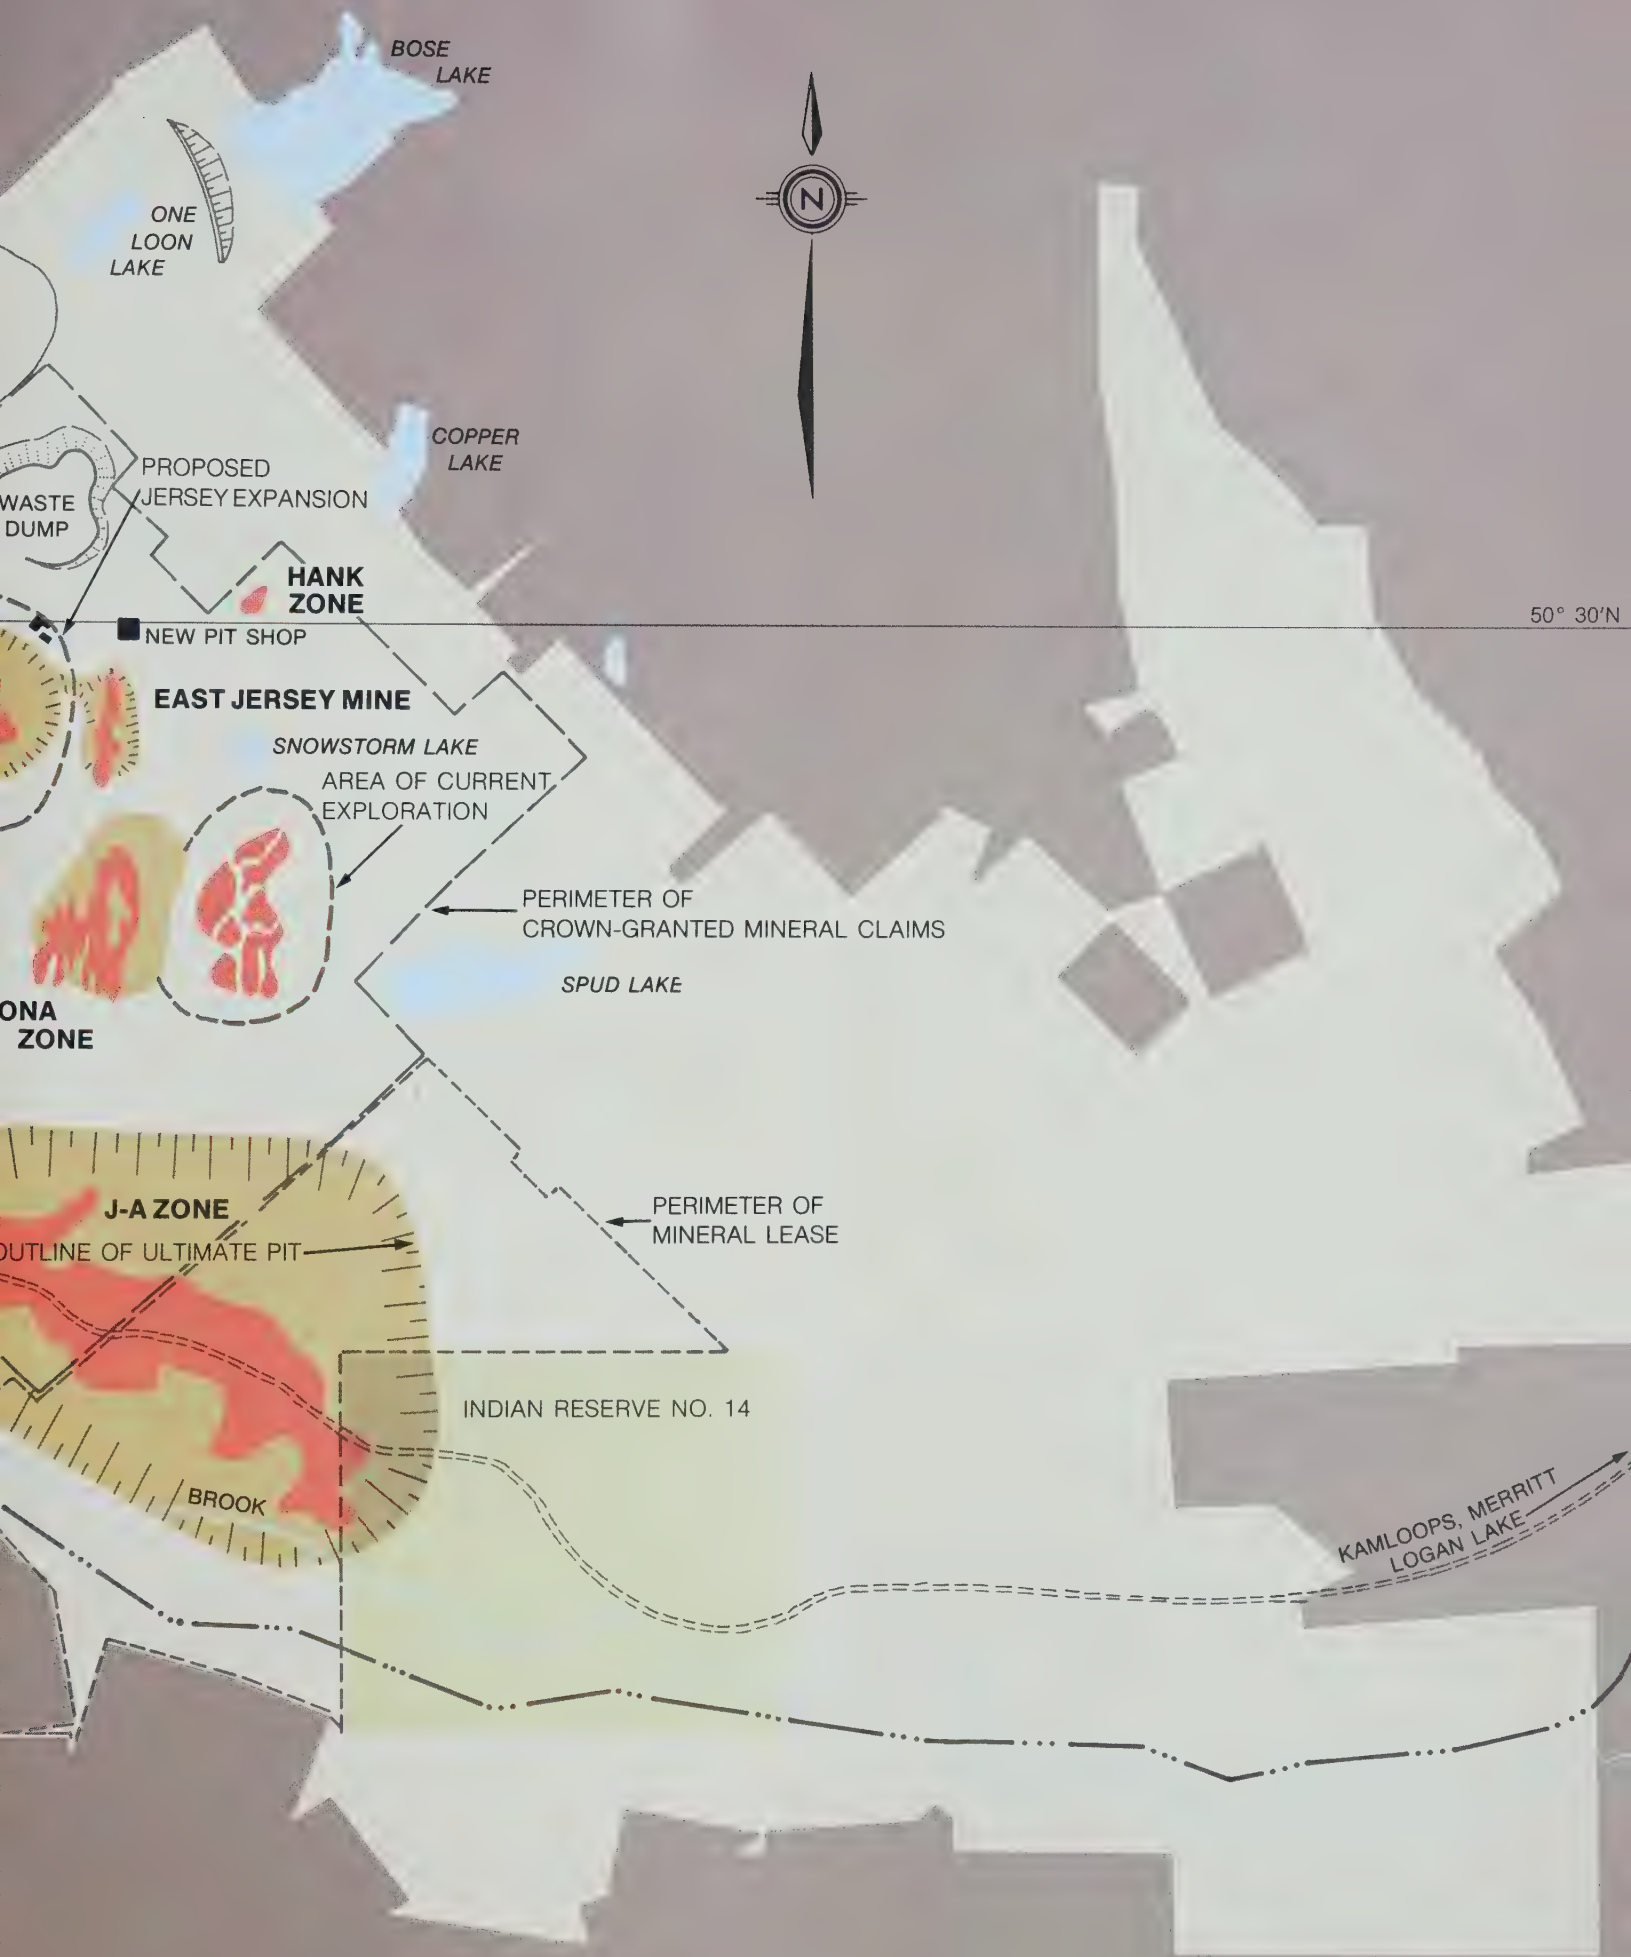 BOSE
LAKE
N
ONE
LOON
LAKE
COPPER
LAKE
PROPOSED
JERSEY EXPANSION
WASTE
DUMP
HANK
ZONE
50° 30'N
NEW PIT SHOP
EAST JERSEY MINE
SNOWSTORM LAKE
AREA OF CURRENT
EXPLORATION
PERIMETER OF
CROWN-GRANTED MINERAL CLAIMS
SPUD LAKE
ONA
ZONE
PERIMETER OF
MINERAL LEASE
J-A ZONE
OUTLINE OF ULTIMATE PIT
INDIAN RESERVE NO. 14
BROOK
KAMLOOPS, MERRITT
LOGAN LAKE